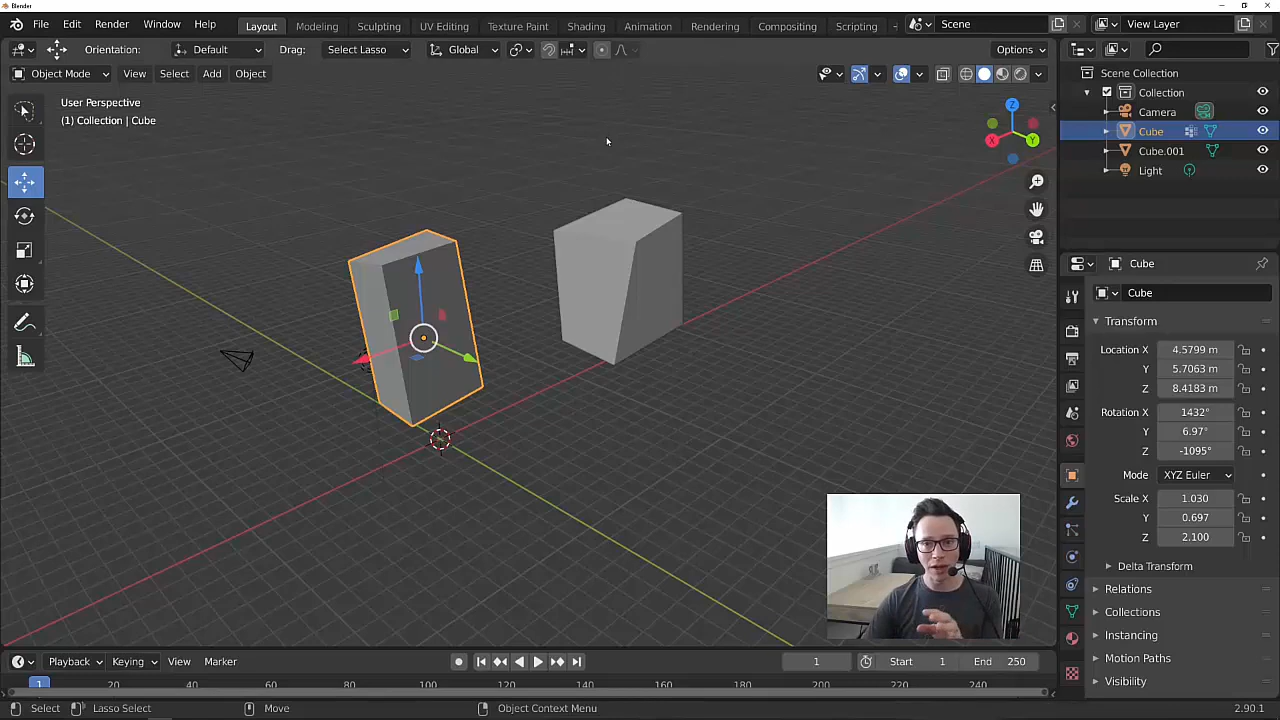 Blender
File Edit Render Window Help Layout Modeling Sculpting UV Editing Texture Paint Shading Animation Rendering Compositing Scripting + Scene View Layer
Orientation: Default Drag: Select Lasso Global Options
Object Mode View Select Add Object
User Perspective
(1) Collection | Cube
Z
X
Y
Scene Collection
Collection
Camera
Cube
Cube.001
Light
Cube
Cube
Transform
Location X 4.5799 m
Y 5.7063 m
Z 8.4183 m
Rotation X 1432°
Y 6.97°
Z -1095°
Mode XYZ Euler
Scale X 1.030
Y 0.697
Z 2.100
Delta Transform
Relations
Collections
Instancing
Motion Paths
Visibility
Playback Keying View Marker 1 Start 1 End 250
1 20 40 60 80 100 120 140 160 180 200 220 240
Select Lasso Select Move Object Context Menu 2.90.1